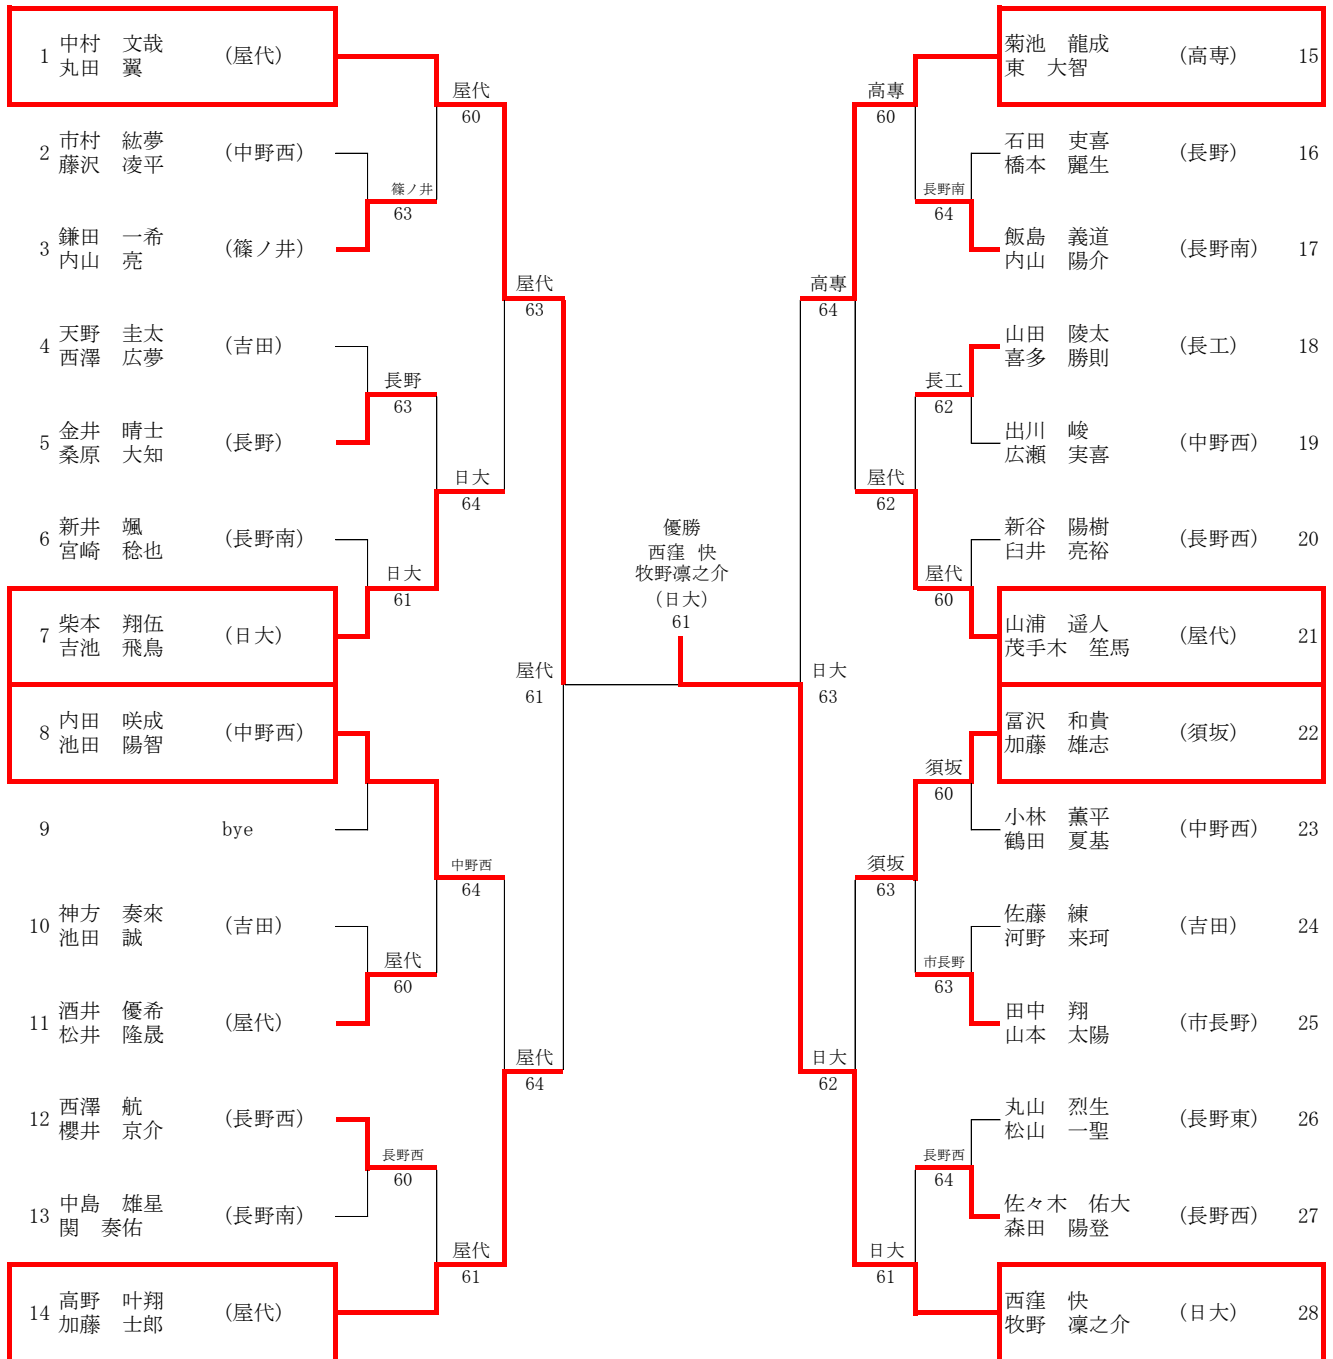 1 中村 文哉 (屋代)
丸田 翼
屋代
60
2 市村 紘夢 (中野西)
藤沢 凌平
篠ノ井
63
3 鎌田 一希 (篠ノ井)
内山 亮
屋代
63
4 天野 圭太 (吉田)
西澤 広夢
長野
63
5 金井 晴士 (長野)
桑原 大知
日大
64
6 新井 颯 (長野南)
宮崎 稔也
日大
61
7 柴本 翔伍 (日大)
吉池 飛鳥
屋代
61
8 内田 咲成 (中野西)
池田 陽智
9 bye
中野西
64
10 神方 奏來 (吉田)
池田 誠
屋代
60
11 酒井 優希 (屋代)
松井 隆晟
屋代
64
12 西澤 航 (長野西)
櫻井 京介
長野西
60
13 中島 雄星 (長野南)
関 奏佑
屋代
61
14 高野 叶翔 (屋代)
加藤 士郎
優勝
西窪 快
牧野凛之介
(日大)
61
菊池 龍成 (高専) 15
東 大智
高専
60
石田 吏喜 (長野) 16
橋本 麗生
長野南
64
飯島 義道 (長野南) 17
内山 陽介
高専
64
山田 陵太 (長工) 18
喜多 勝則
長工
62
出川 峻 (中野西) 19
広瀬 実喜
屋代
62
新谷 陽樹 (長野西) 20
臼井 亮裕
屋代
60
山浦 遥人 (屋代) 21
茂手木 笙馬
日大
63
冨沢 和貴 (須坂) 22
加藤 雄志
須坂
60
小林 薫平 (中野西) 23
鶴田 夏基
須坂
63
佐藤 練 (吉田) 24
河野 来珂
市長野
63
田中 翔 (市長野) 25
山本 太陽
日大
62
丸山 烈生 (長野東) 26
松山 一聖
長野西
64
佐々木 佑大 (長野西) 27
森田 陽登
日大
61
西窪 快 (日大) 28
牧野 凜之介